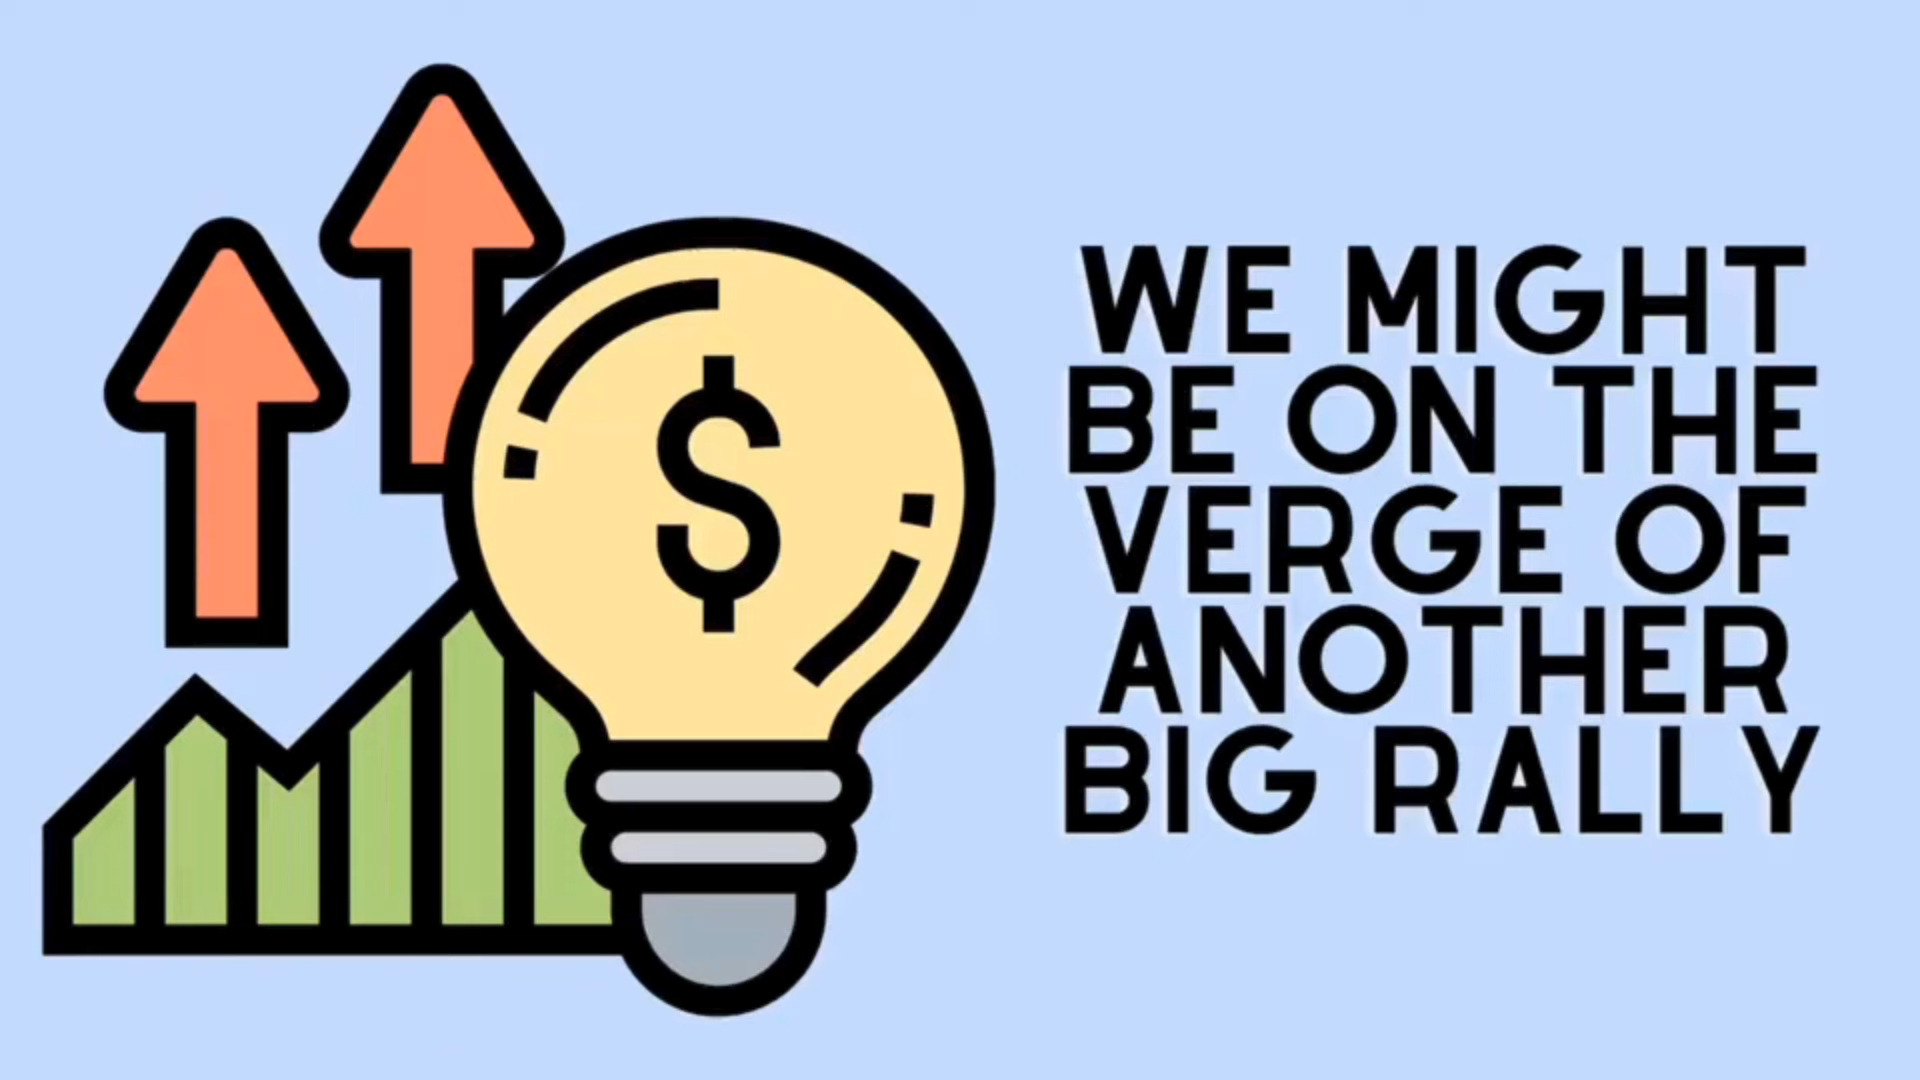 WE MIGHT
BE ON THE
VERGE OF
ANOTHER
BIG RALLY
$